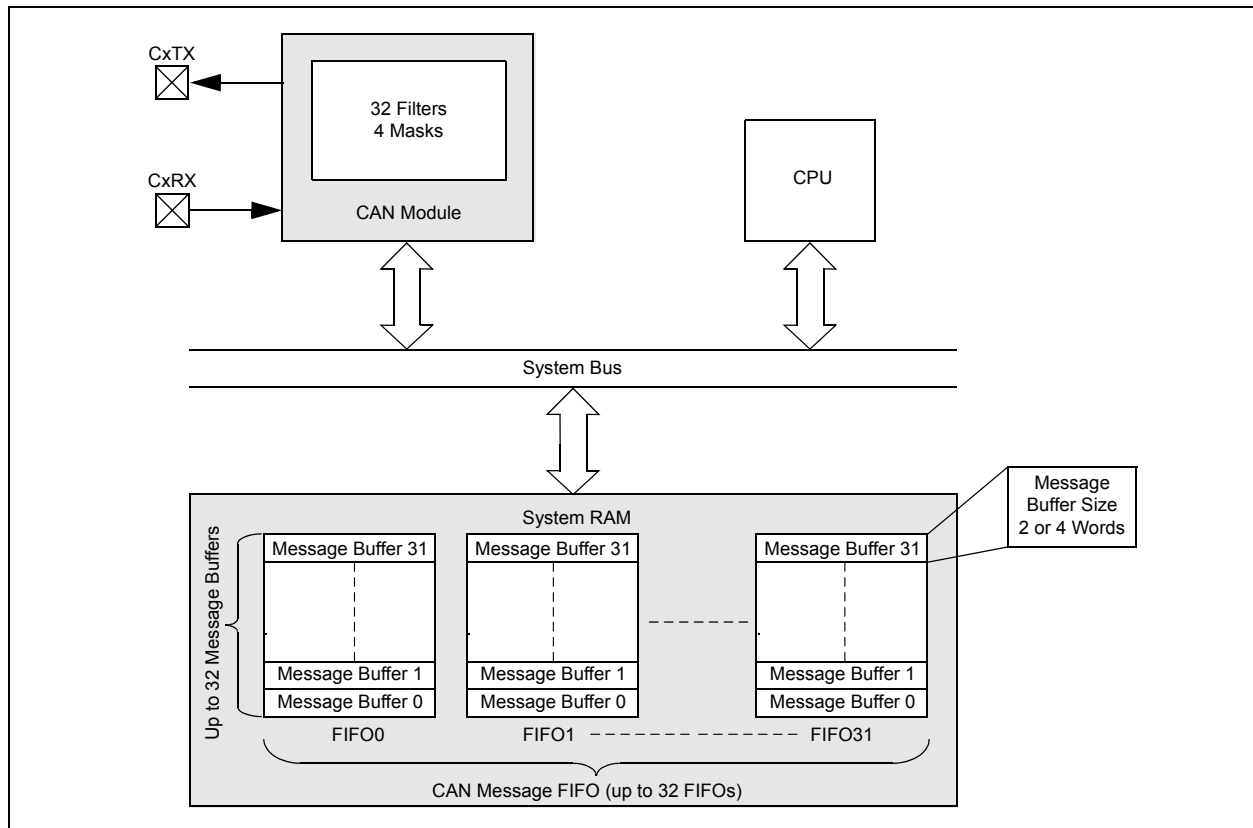 CxTX
32 Filters
4 Masks
CxRX
CAN Module
CPU
System Bus
System RAM
Message
Buffer Size
2 or 4 Words
Up to 32 Message Buffers
Message Buffer 31
Message Buffer 31
Message Buffer 31
Message Buffer 1
Message Buffer 1
Message Buffer 1
Message Buffer 0
Message Buffer 0
Message Buffer 0
FIFO0
FIFO1
FIFO31
CAN Message FIFO (up to 32 FIFOs)